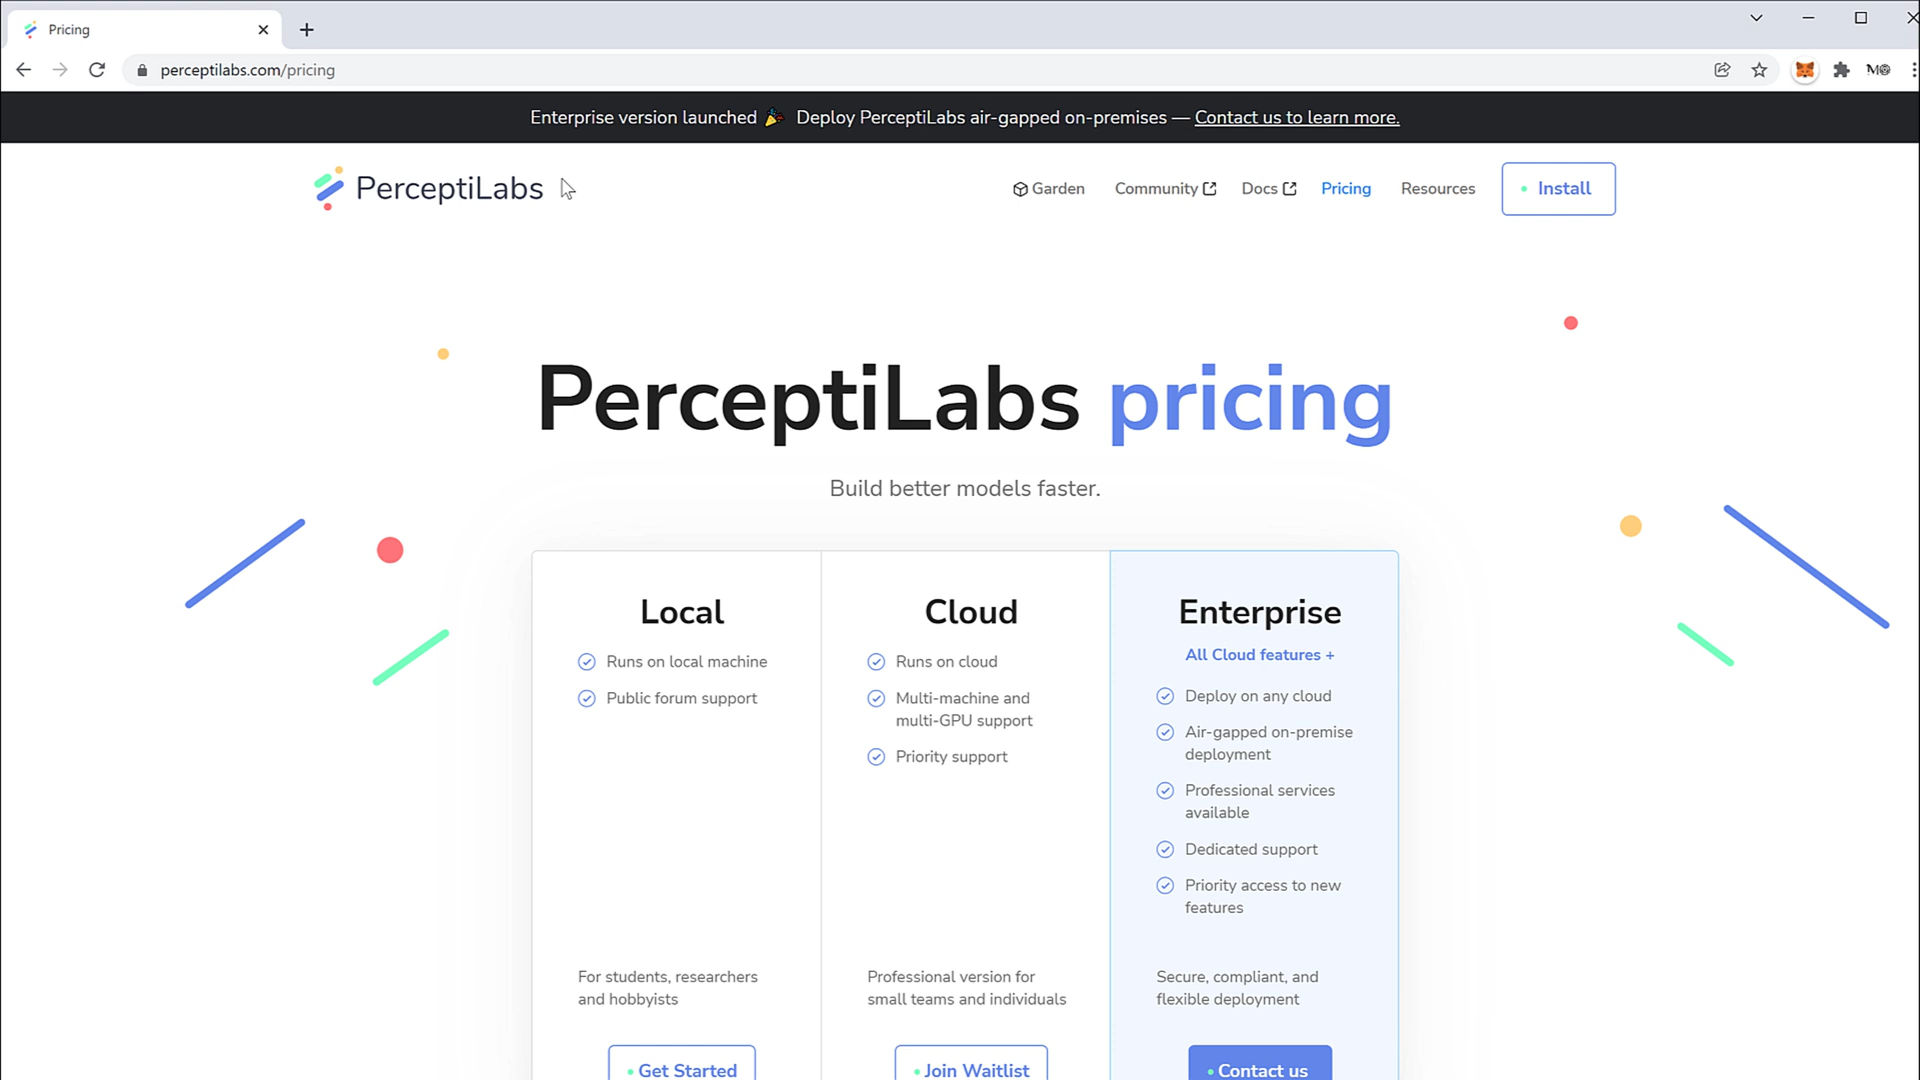 Pricing
perceptilabs.com/pricing
Enterprise version launched 🎉 Deploy PerceptiLabs air-gapped on-premises — Contact us to learn more.
PerceptiLabs
Garden Community Docs Pricing Resources Install
PerceptiLabs pricing
Build better models faster.
Local
Runs on local machine
Public forum support
For students, researchers
and hobbyists
Get Started
Cloud
Runs on cloud
Multi-machine and
multi-GPU support
Priority support
Professional version for
small teams and individuals
Join Waitlist
Enterprise
All Cloud features +
Deploy on any cloud
Air-gapped on-premise
deployment
Professional services
available
Dedicated support
Priority access to new
features
Secure, compliant, and
flexible deployment
Contact us